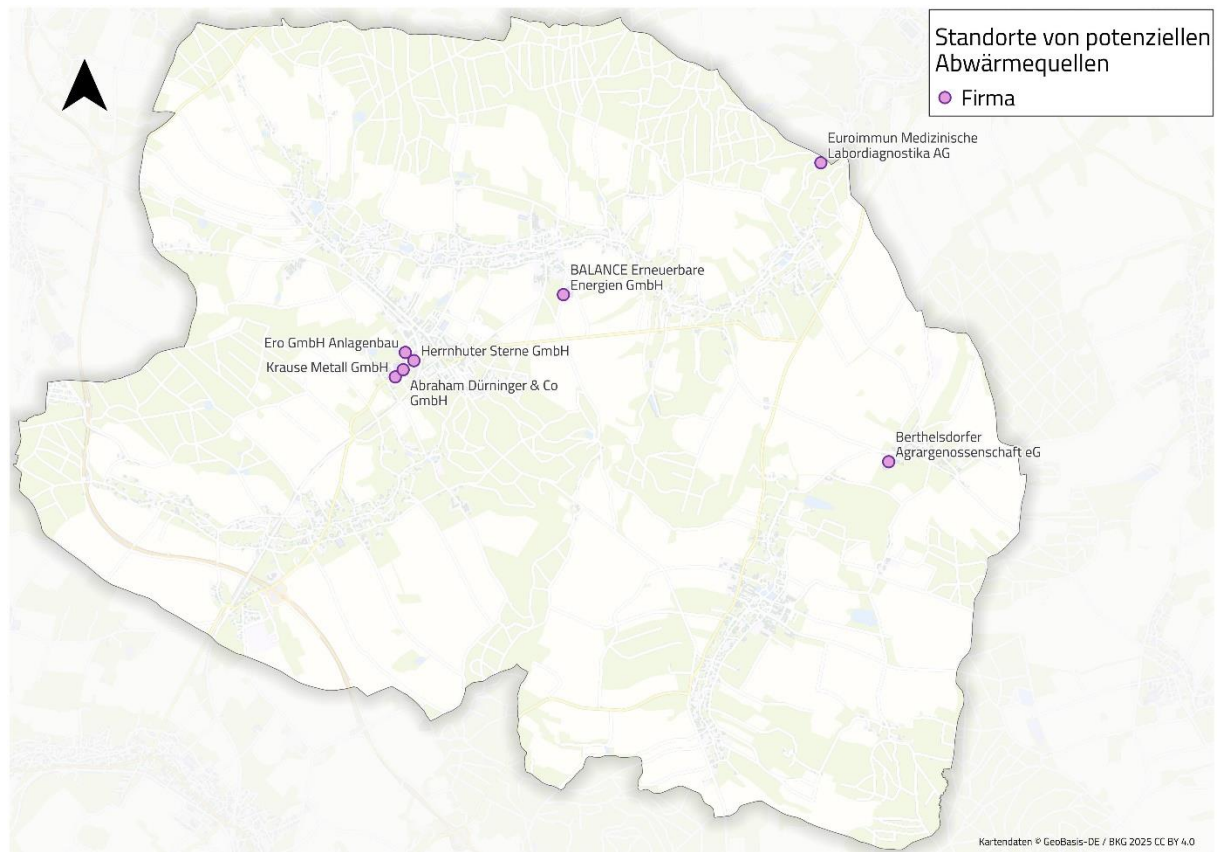 Standorte von potenziellen
Abwärmequellen
Firma
Euroimmun Medizinische
Labordiagnostika AG
BALANCE Erneuerbare
Energien GmbH
Ero GmbH Anlagenbau
Herrnhuter Sterne GmbH
Krause Metall GmbH
Abraham Dürninger & Co
GmbH
Berthelsdorfer
Agrargenossenschaft eG
Kartendaten © GeoBasis-DE / BKG 2025 CC BY 4.0